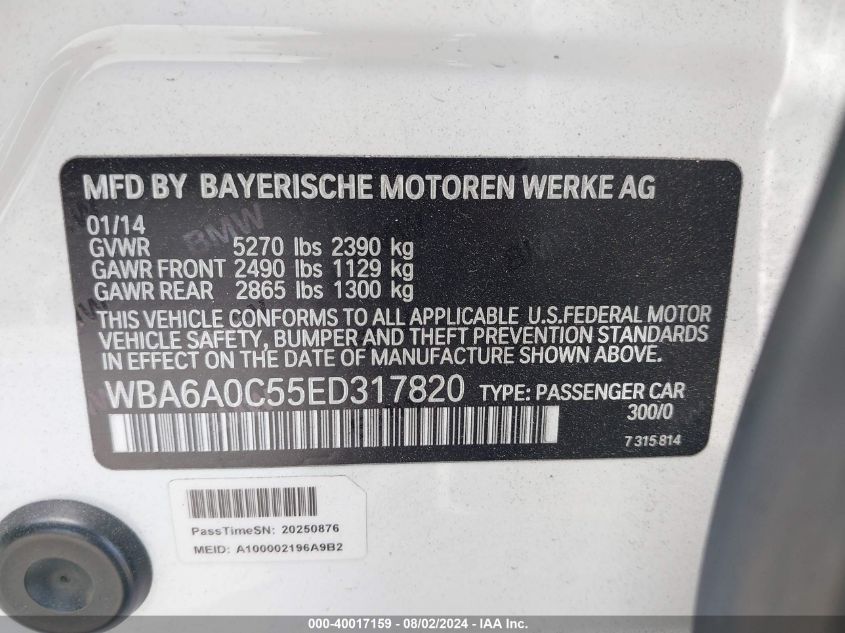 MFD BY BAYERISCHE MOTOREN WERKE AG
01/14
GVWR 5270 lbs 2390 kg
GAWR FRONT 2490 lbs 1129 kg
GAWR REAR 2865 lbs 1300 kg
THIS VEHICLE CONFORMS TO ALL APPLICABLE U.S.FEDERAL MOTOR
VEHICLE SAFETY, BUMPER AND THEFT PREVENTION STANDARDS
IN EFFECT ON THE DATE OF MANUFACTURE SHOWN ABOVE.
WBA6A0C55ED317820 TYPE: PASSENGER CAR
300/0
7 315 814
PassTimeSN: 20250876
MEID: A100002196A9B2
000-40017159 — 08/02/2024 — IAA Inc.
BMW